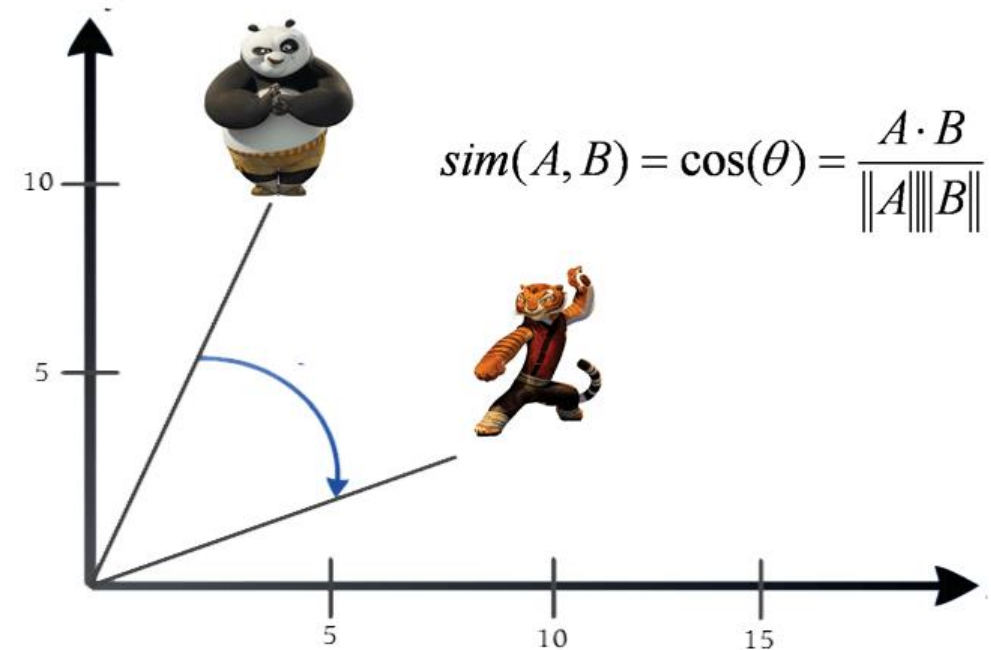 10
sim(A, B) = cos(θ) = A · B / ‖A‖‖B‖
5
5 10 15